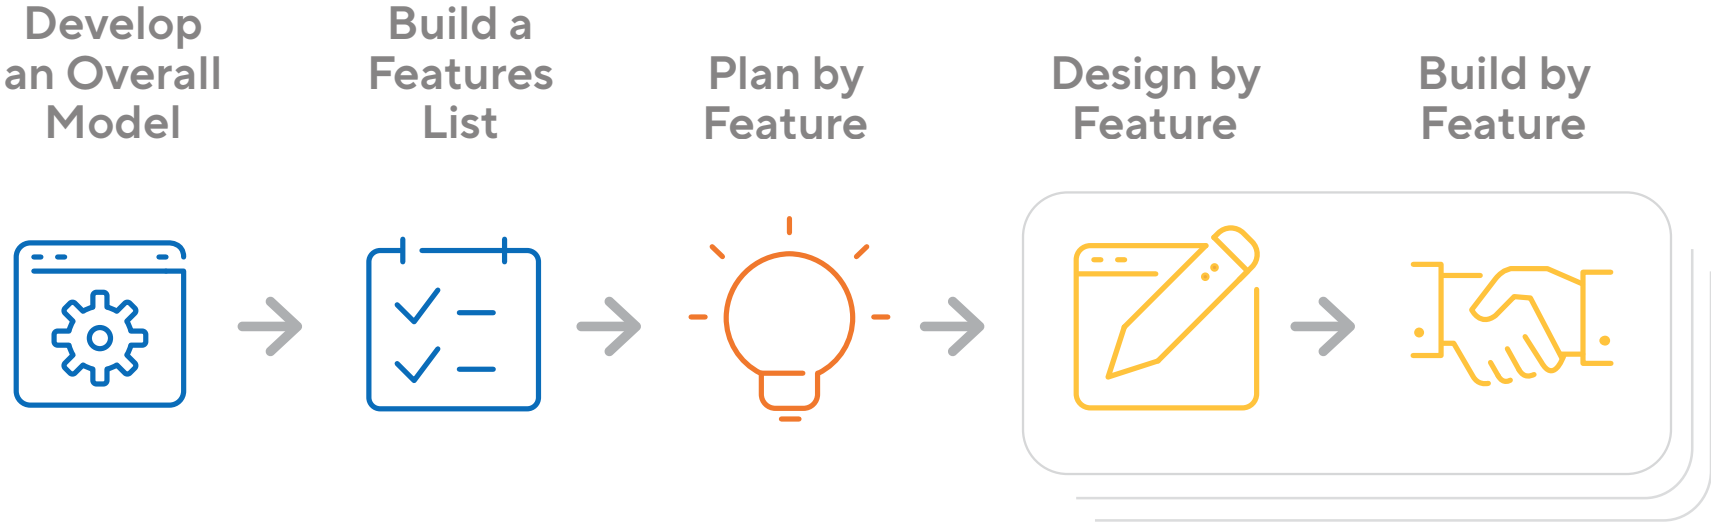 Develop
an Overall
Model
Build a
Features
List
Plan by
Feature
Design by
Feature
Build by
Feature